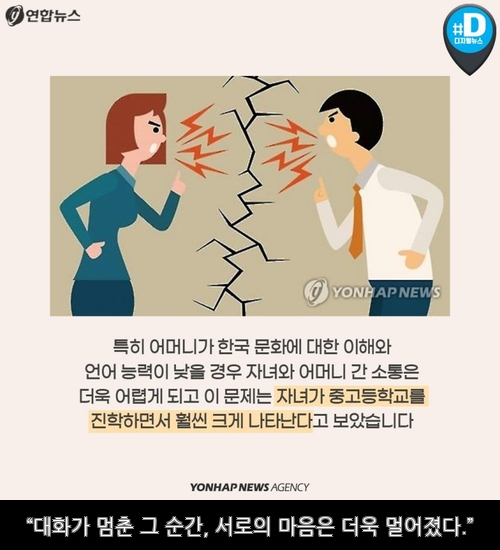 연합뉴스
#D
디지털뉴스
YONHAP NEWS
특히 어머니가 한국 문화에 대한 이해와
언어 능력이 낮을 경우 자녀와 어머니 간 소통은
더욱 어렵게 되고 이 문제는 자녀가 중고등학교를
진학하면서 훨씬 크게 나타난다고 보았습니다
YONHAP NEWS AGENCY
“대화가 멈춘 그 순간, 서로의 마음은 더욱 멀어졌다.”